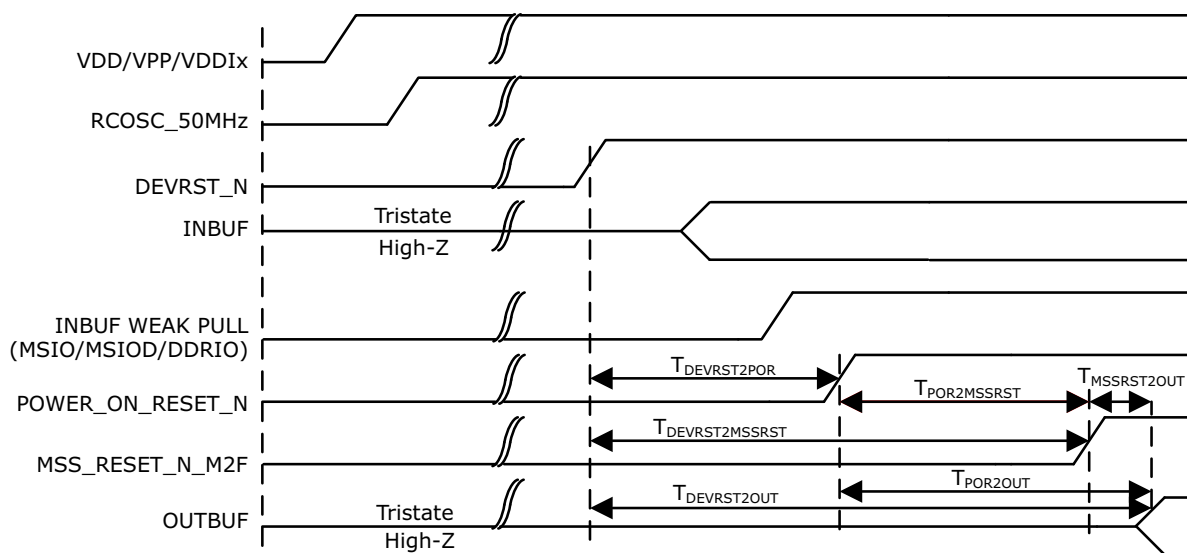 VDD/VPP/VDDIx
RCOSC_50MHz
DEVRST_N
Tristate
INBUF
High-Z
INBUF WEAK PULL
(MSIO/MSIOD/DDRIO)
TDEVRST2POR
TMSSRST2OUT
TPOR2MSSRST
POWER_ON_RESET_N
TDEVRST2MSSRST
MSS_RESET_N_M2F
TPOR2OUT
TDEVRST2OUT
Tristate
OUTBUF
High-Z